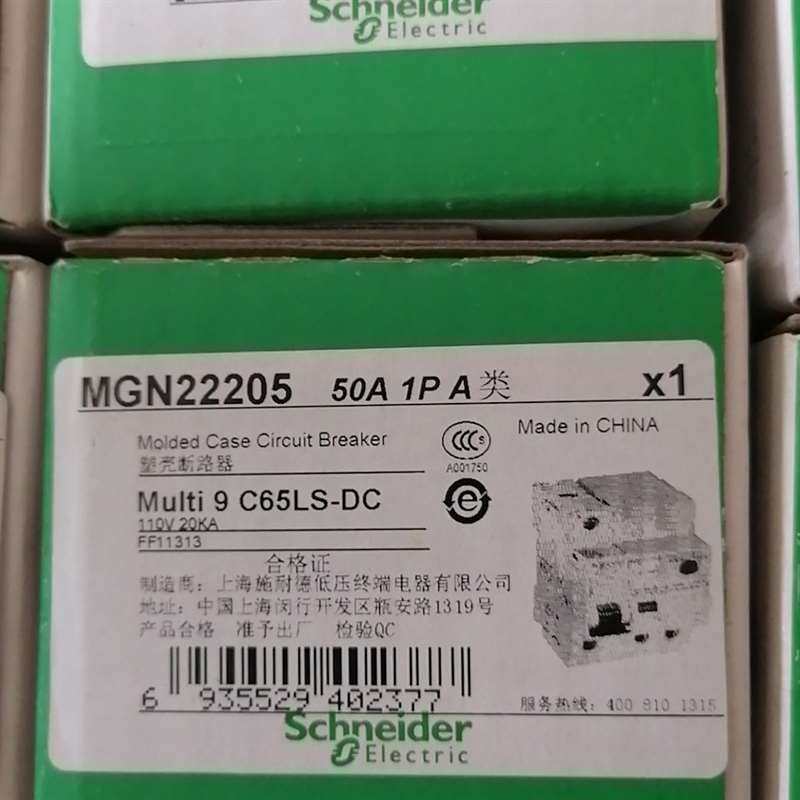 Schneider
Electric
MGN22205 50A 1P A类 x1
Molded Case Circuit Breaker
塑壳断路器
CCC S
A001750
Made in CHINA
Multi 9 C65LS-DC
e
110V 20KA
FF11313
合格证
制造商：上海施耐德低压终端电器有限公司
地址：中国上海闵行开发区瓶安路1319号
产品合格 准予出厂 检验QC
6 935529 402377
服务热线：400 810 1315
Schneider
Electric